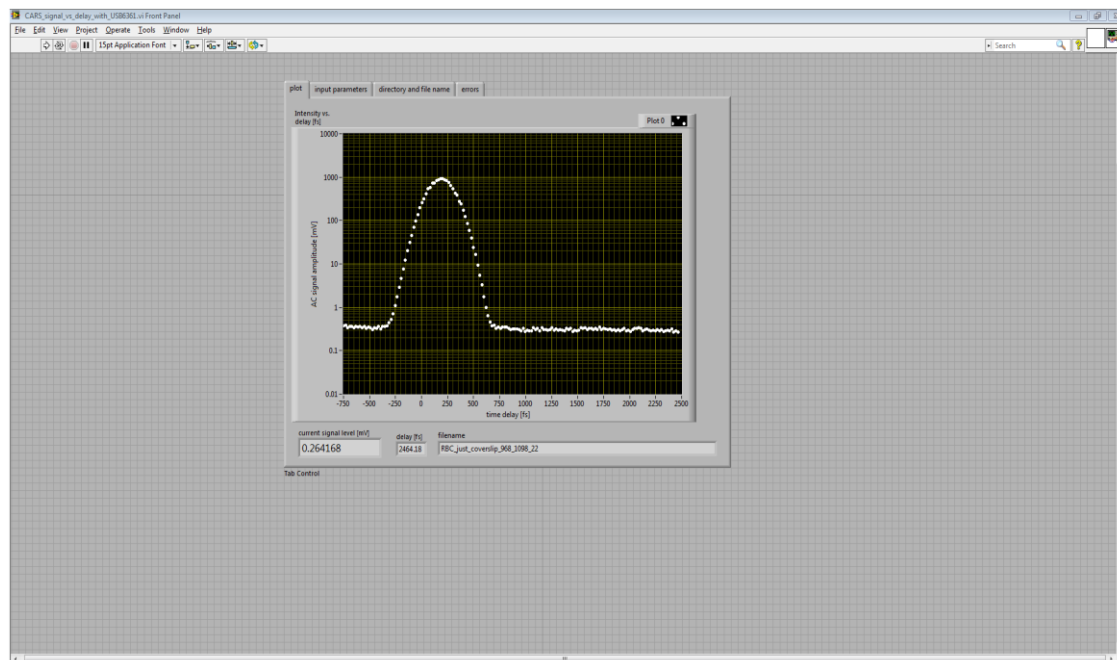 CARS_signal_vs_delay_with_USB6361.vi Front Panel
File Edit View Project Operate Tools Window Help
15pt Application Font
Search
plot input parameters directory and file name errors
Intensity vs.
delay [fs]
Plot 0
10000
1000
100
10
1
0.1
0.01
AC signal amplitude [mV]
-750 -500 -250 0 250 500 750 1000 1250 1500 1750 2000 2250 2500
time delay [fs]
current signal level [mV] delay [fs] filename
0.264168 2464.18 RBC_just_coverslip_968_1098_22
Tab Control